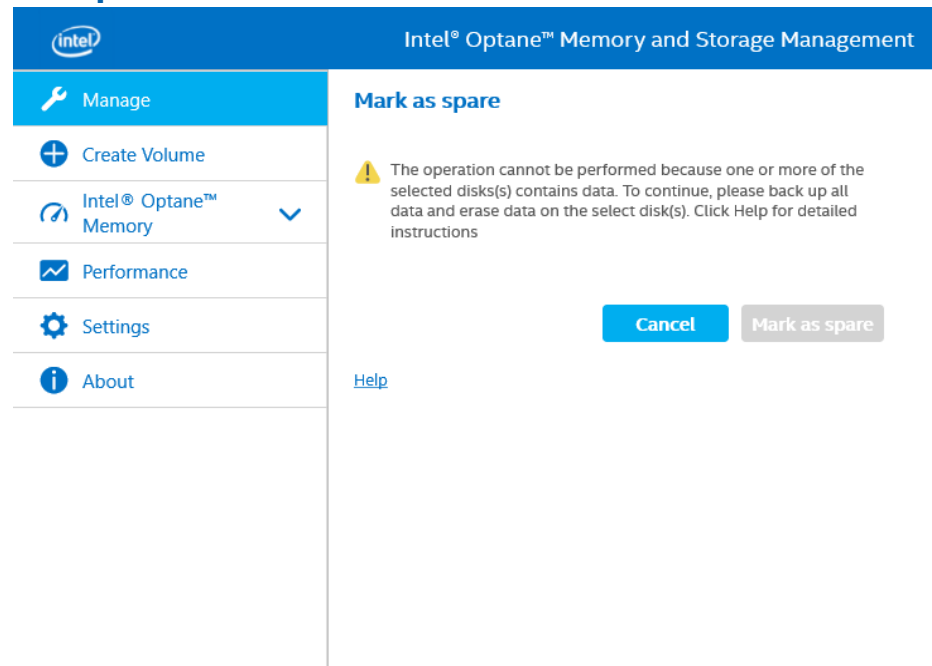 intel
Intel® Optane™ Memory and Storage Management
Manage
Create Volume
Intel® Optane™
Memory
Performance
Settings
About
Mark as spare
The operation cannot be performed because one or more of the
selected disks(s) contains data. To continue, please back up all
data and erase data on the select disk(s). Click Help for detailed
instructions
Cancel
Mark as spare
Help